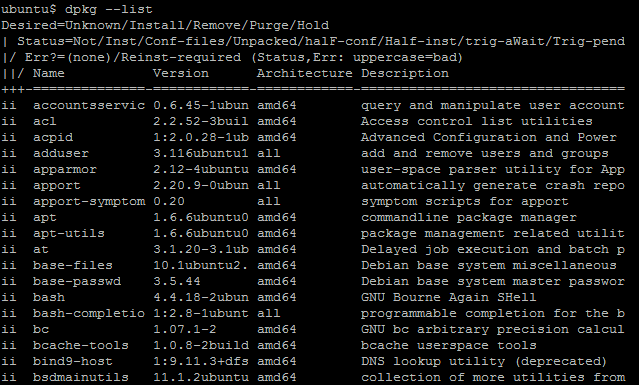 ubuntu$ dpkg --list
Desired=Unknown/Install/Remove/Purge/Hold
| Status=Not/Inst/Conf-files/Unpacked/halF-conf/Half-inst/trig-aWait/Trig-pend
|/ Err?=(none)/Reinst-required (Status,Err: uppercase=bad)
||/ Name           Version      Architecture Description
+++-==============-============-============-=================================
ii  accountsservic 0.6.45-1ubun amd64        query and manipulate user account
ii  acl            2.2.52-3buil amd64        Access control list utilities
ii  acpid          1:2.0.28-1ub amd64        Advanced Configuration and Power
ii  adduser        3.116ubuntu1 all          add and remove users and groups
ii  apparmor       2.12-4ubuntu amd64        user-space parser utility for App
ii  apport         2.20.9-0ubun all          automatically generate crash repo
ii  apport-symptom 0.20         all          symptom scripts for apport
ii  apt            1.6.6ubuntu0 amd64        commandline package manager
ii  apt-utils      1.6.6ubuntu0 amd64        package management related utilit
ii  at             3.1.20-3.1ub amd64        Delayed job execution and batch p
ii  base-files     10.1ubuntu2. amd64        Debian base system miscellaneous
ii  base-passwd    3.5.44       amd64        Debian base system master passwor
ii  bash           4.4.18-2ubun amd64        GNU Bourne Again SHell
ii  bash-completio 1:2.8-1ubunt all          programmable completion for the b
ii  bc             1.07.1-2     amd64        GNU bc arbitrary precision calcul
ii  bcache-tools   1.0.8-2build amd64        bcache userspace tools
ii  bind9-host     1:9.11.3+dfs amd64        DNS lookup utility (deprecated)
ii  bsdmainutils   11.1.2ubuntu amd64        collection of more utilities from